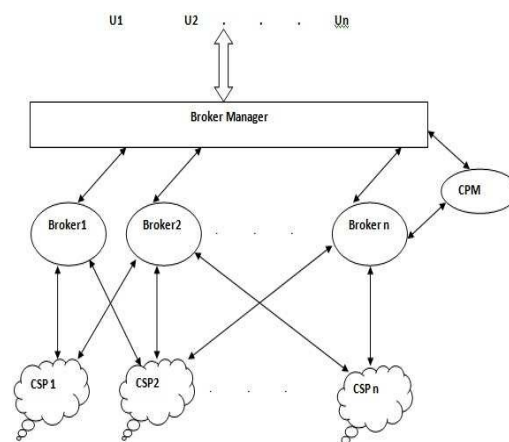 U1 U2 . . . Un
Broker Manager
CPM
Broker1 Broker2 . . . Broker n
CSP 1 CSP2 . . . CSP n